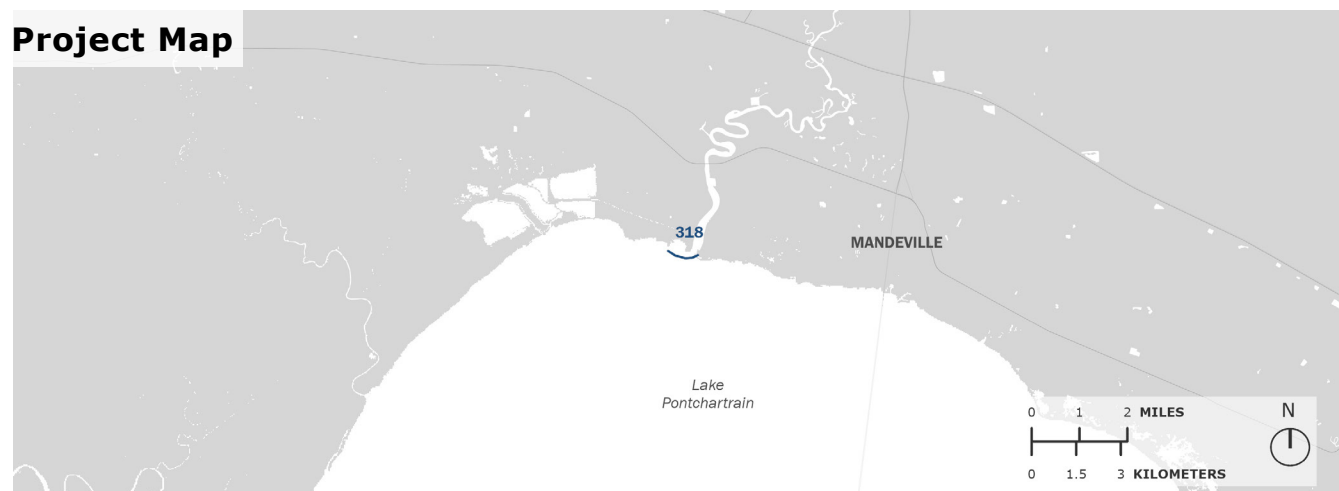 Project Map
318
MANDEVILLE
Lake
Pontchartrain
0 1 2 MILES
N
0 1.5 3 KILOMETERS